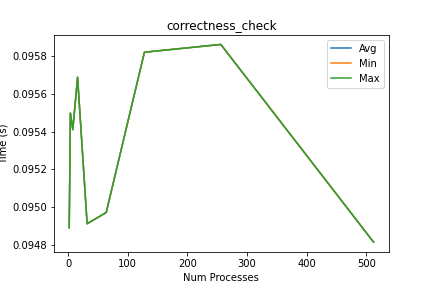 correctness_check
Avg
Min
Max
0.0958
0.0956
0.0954
0.0952
0.0950
0.0948
Time (s)
0 100 200 300 400 500
Num Processes